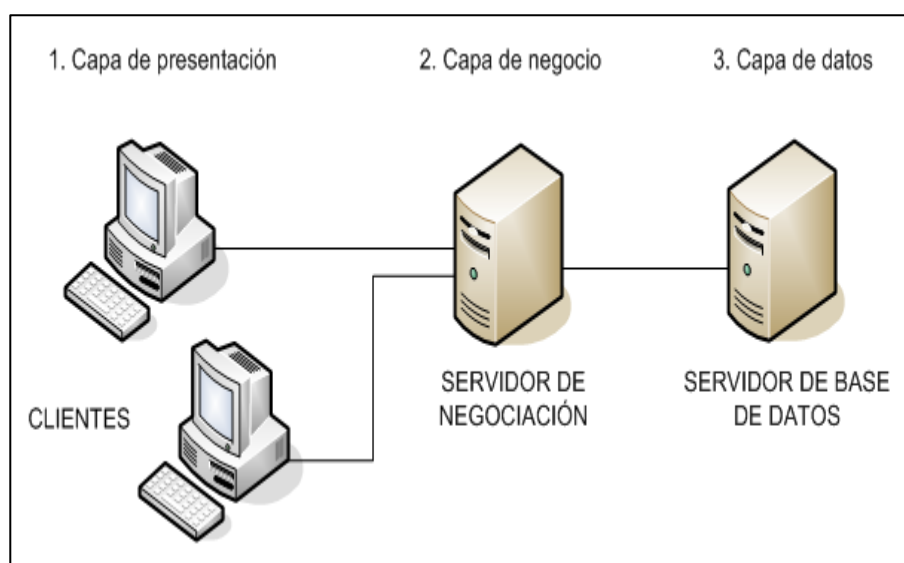 1. Capa de presentación
2. Capa de negocio
3. Capa de datos
CLIENTES
SERVIDOR DE
NEGOCIACIÓN
SERVIDOR DE BASE
DE DATOS